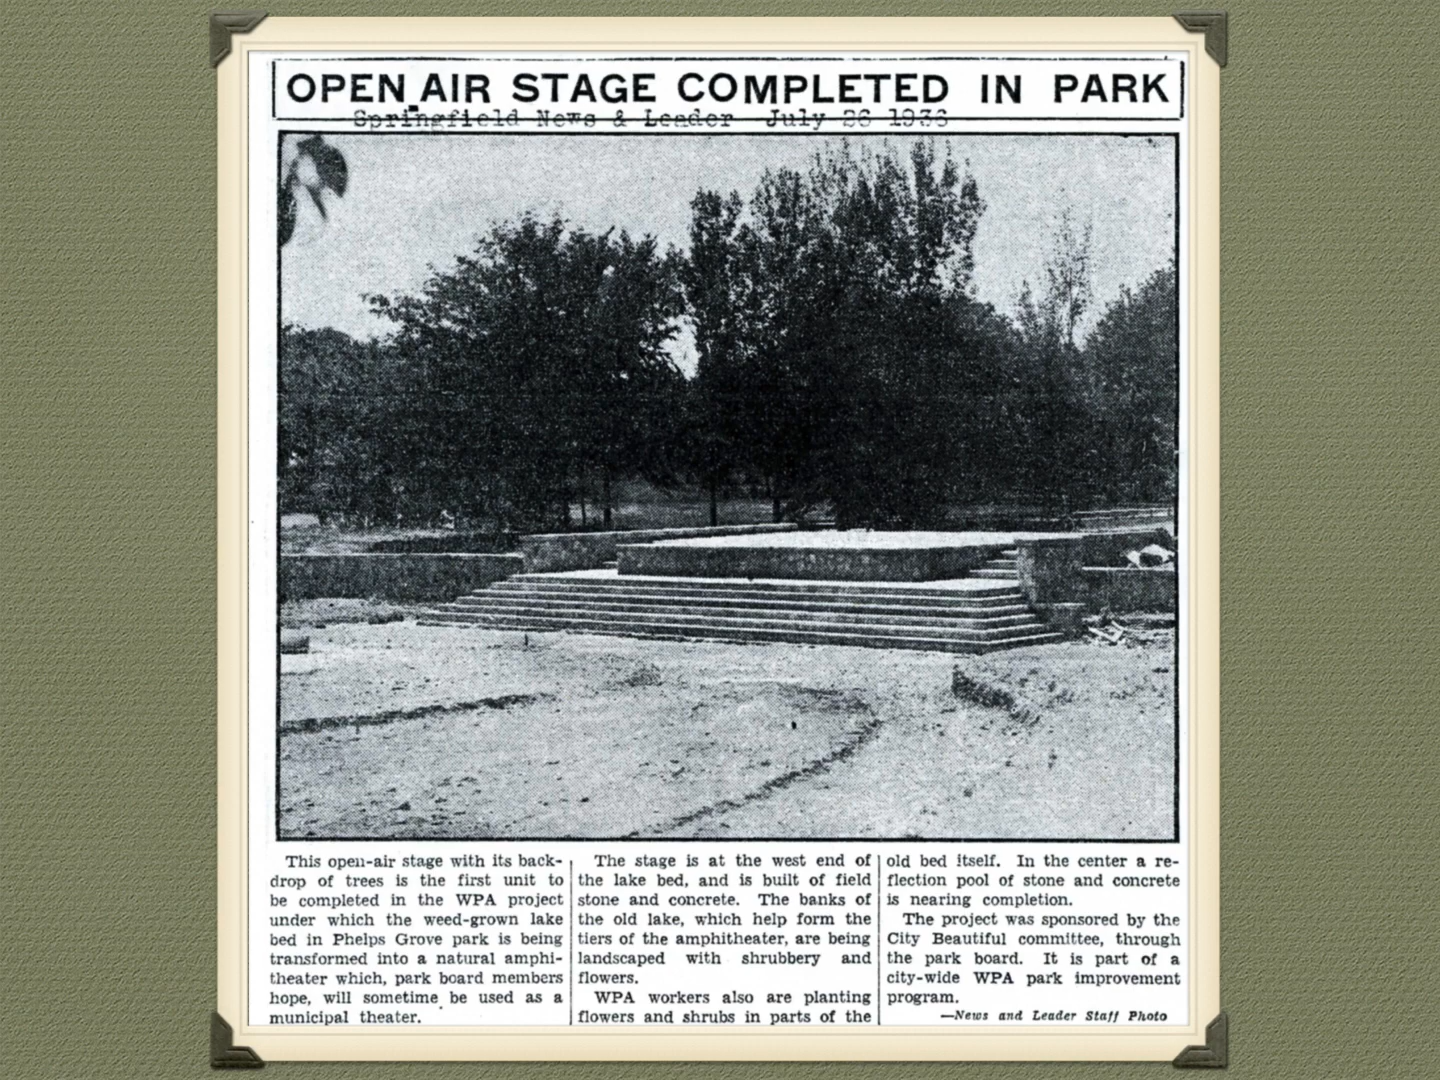 OPEN AIR STAGE COMPLETED IN PARK
Springfield News & Leader July 26 1936
This open-air stage with its back-
drop of trees is the first unit to
be completed in the WPA project
under which the weed-grown lake
bed in Phelps Grove park is being
transformed into a natural amphi-
theater which, park board members
hope, will sometime be used as a
municipal theater.
The stage is at the west end of
the lake bed, and is built of field
stone and concrete. The banks of
the old lake, which help form the
tiers of the amphitheater, are being
landscaped with shrubbery and
flowers.
WPA workers also are planting
flowers and shrubs in parts of the
old bed itself. In the center a re-
flection pool of stone and concrete
is nearing completion.
The project was sponsored by the
City Beautiful committee, through
the park board. It is part of a
city-wide WPA park improvement
program.
—News and Leader Staff Photo